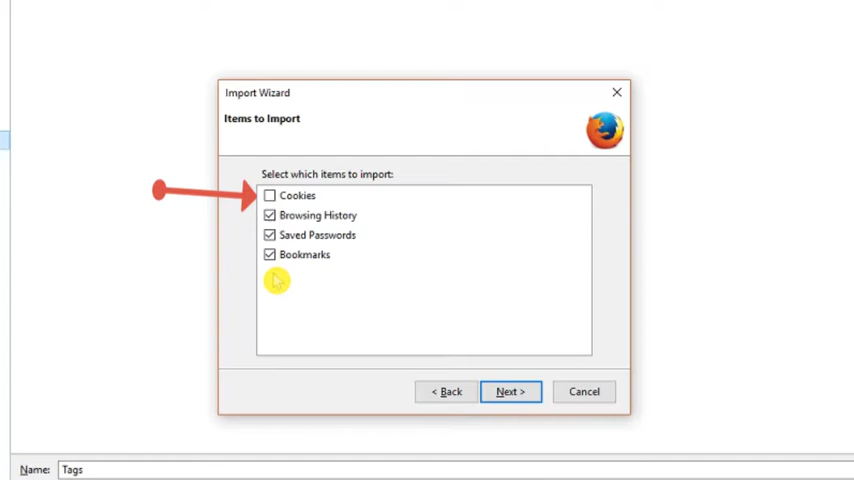 Import Wizard
Items to Import
Select which items to import:
Cookies
Browsing History
Saved Passwords
Bookmarks
< Back Next > Cancel
Name: Tags